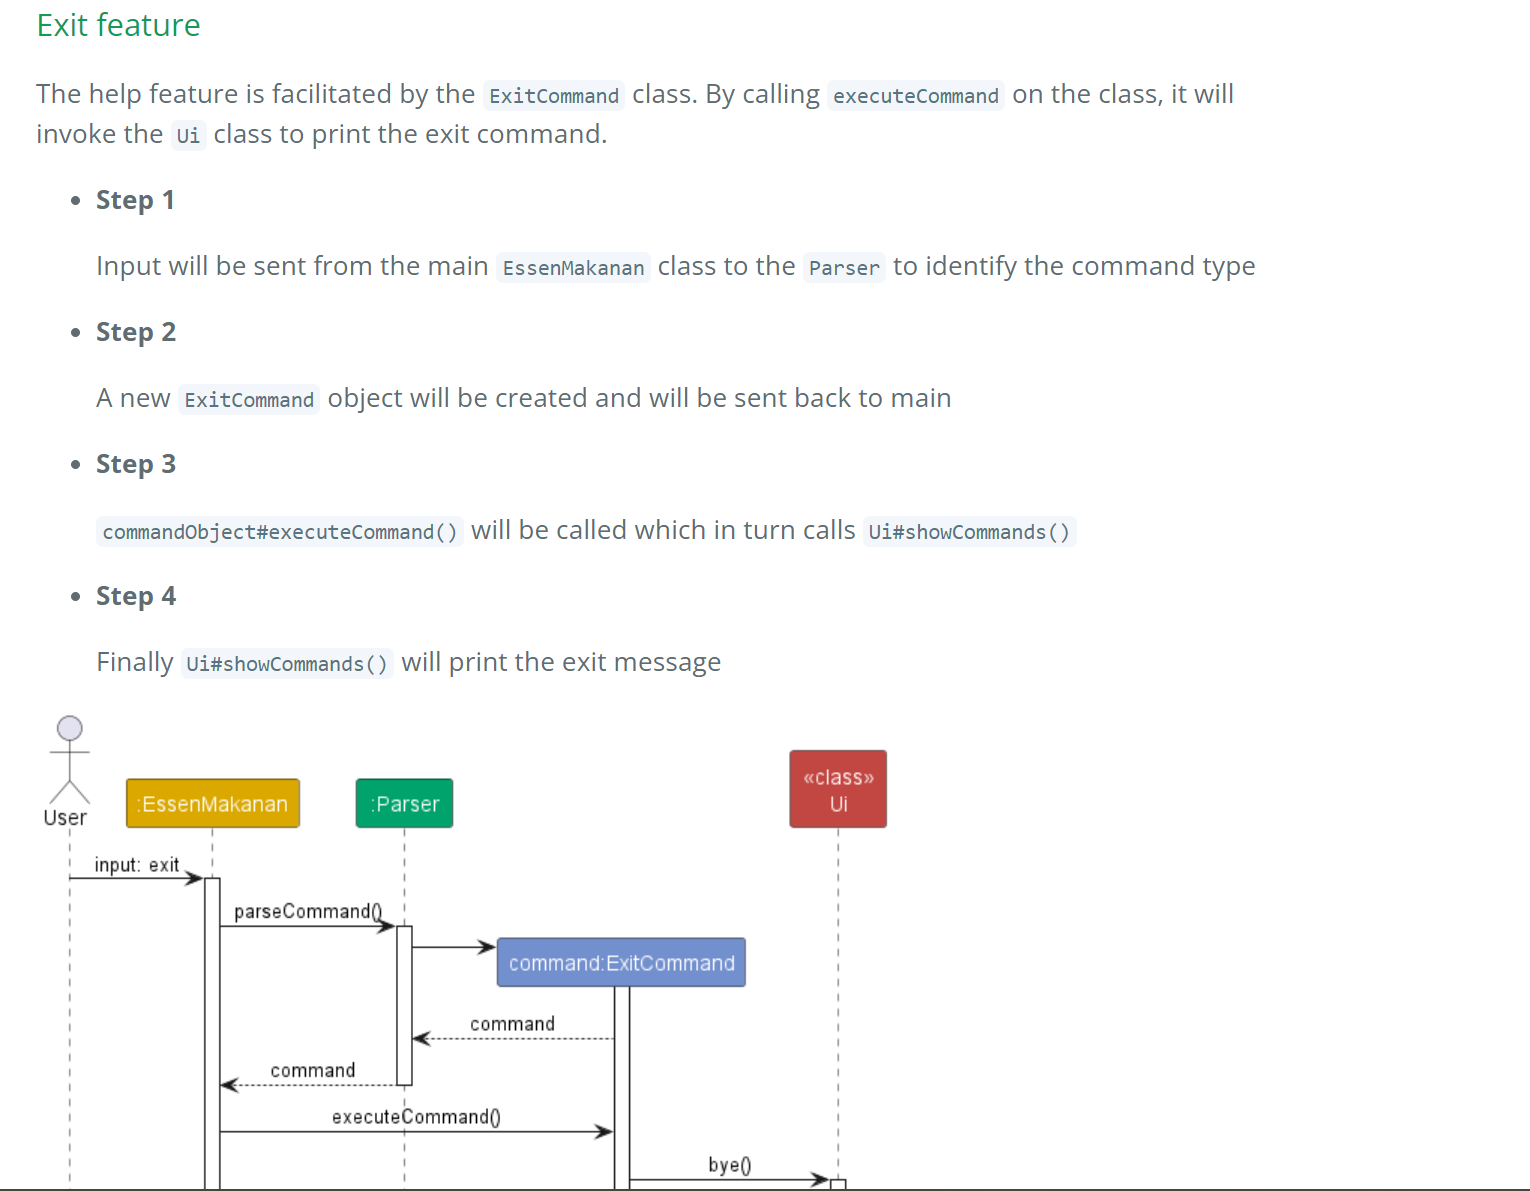 Exit feature
The help feature is facilitated by the ExitCommand class. By calling executeCommand on the class, it will
invoke the Ui class to print the exit command.
Step 1
Input will be sent from the main EssenMakanan class to the Parser to identify the command type
Step 2
A new ExitCommand object will be created and will be sent back to main
Step 3
commandObject#executeCommand() will be called which in turn calls Ui#showCommands()
Step 4
Finally Ui#showCommands() will print the exit message
User
:EssenMakanan
:Parser
«class»
Ui
input: exit
parseCommand()
command:ExitCommand
command
command
executeCommand()
bye()